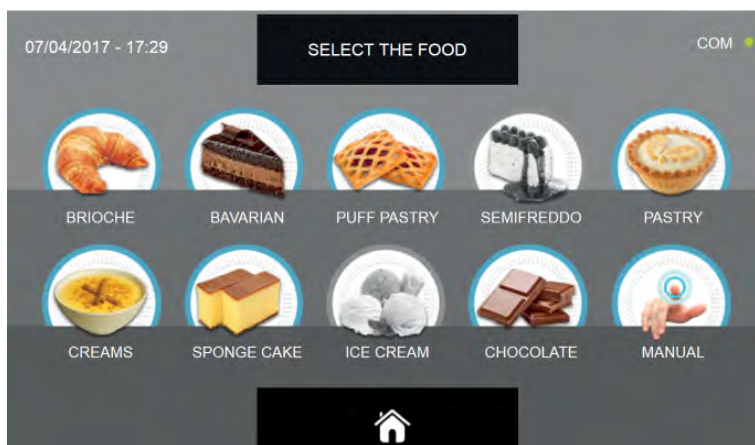 07/04/2017 - 17:29
SELECT THE FOOD
COM
BRIOCHE
BAVARIAN
PUFF PASTRY
SEMIFREDDO
PASTRY
CREAMS
SPONGE CAKE
ICE CREAM
CHOCOLATE
MANUAL